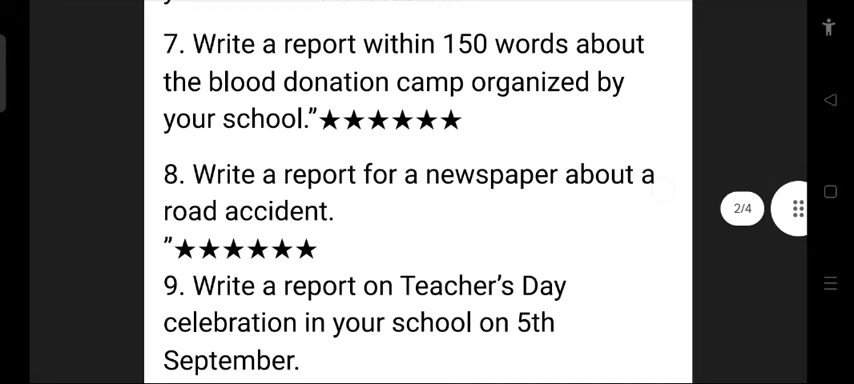 7. Write a report within 150 words about
the blood donation camp organized by
your school.”★★★★★★
8. Write a report for a newspaper about a
road accident.
”★★★★★★
9. Write a report on Teacher’s Day
celebration in your school on 5th
September.
2/4